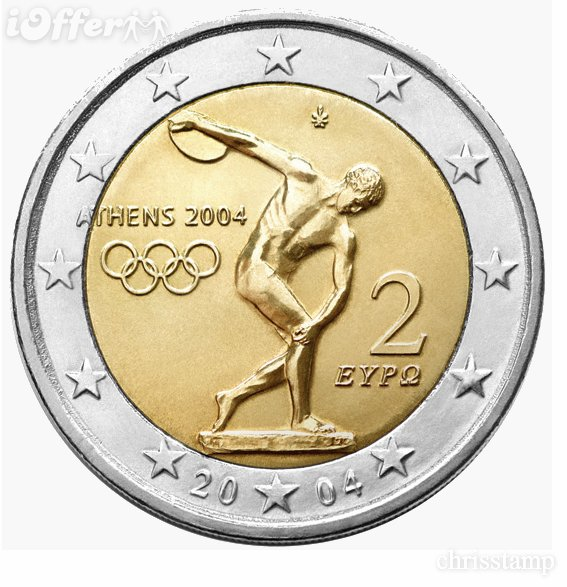 iOffer
ATHENS 2004
2
ΕΥΡΩ
20 04
chrisstamp